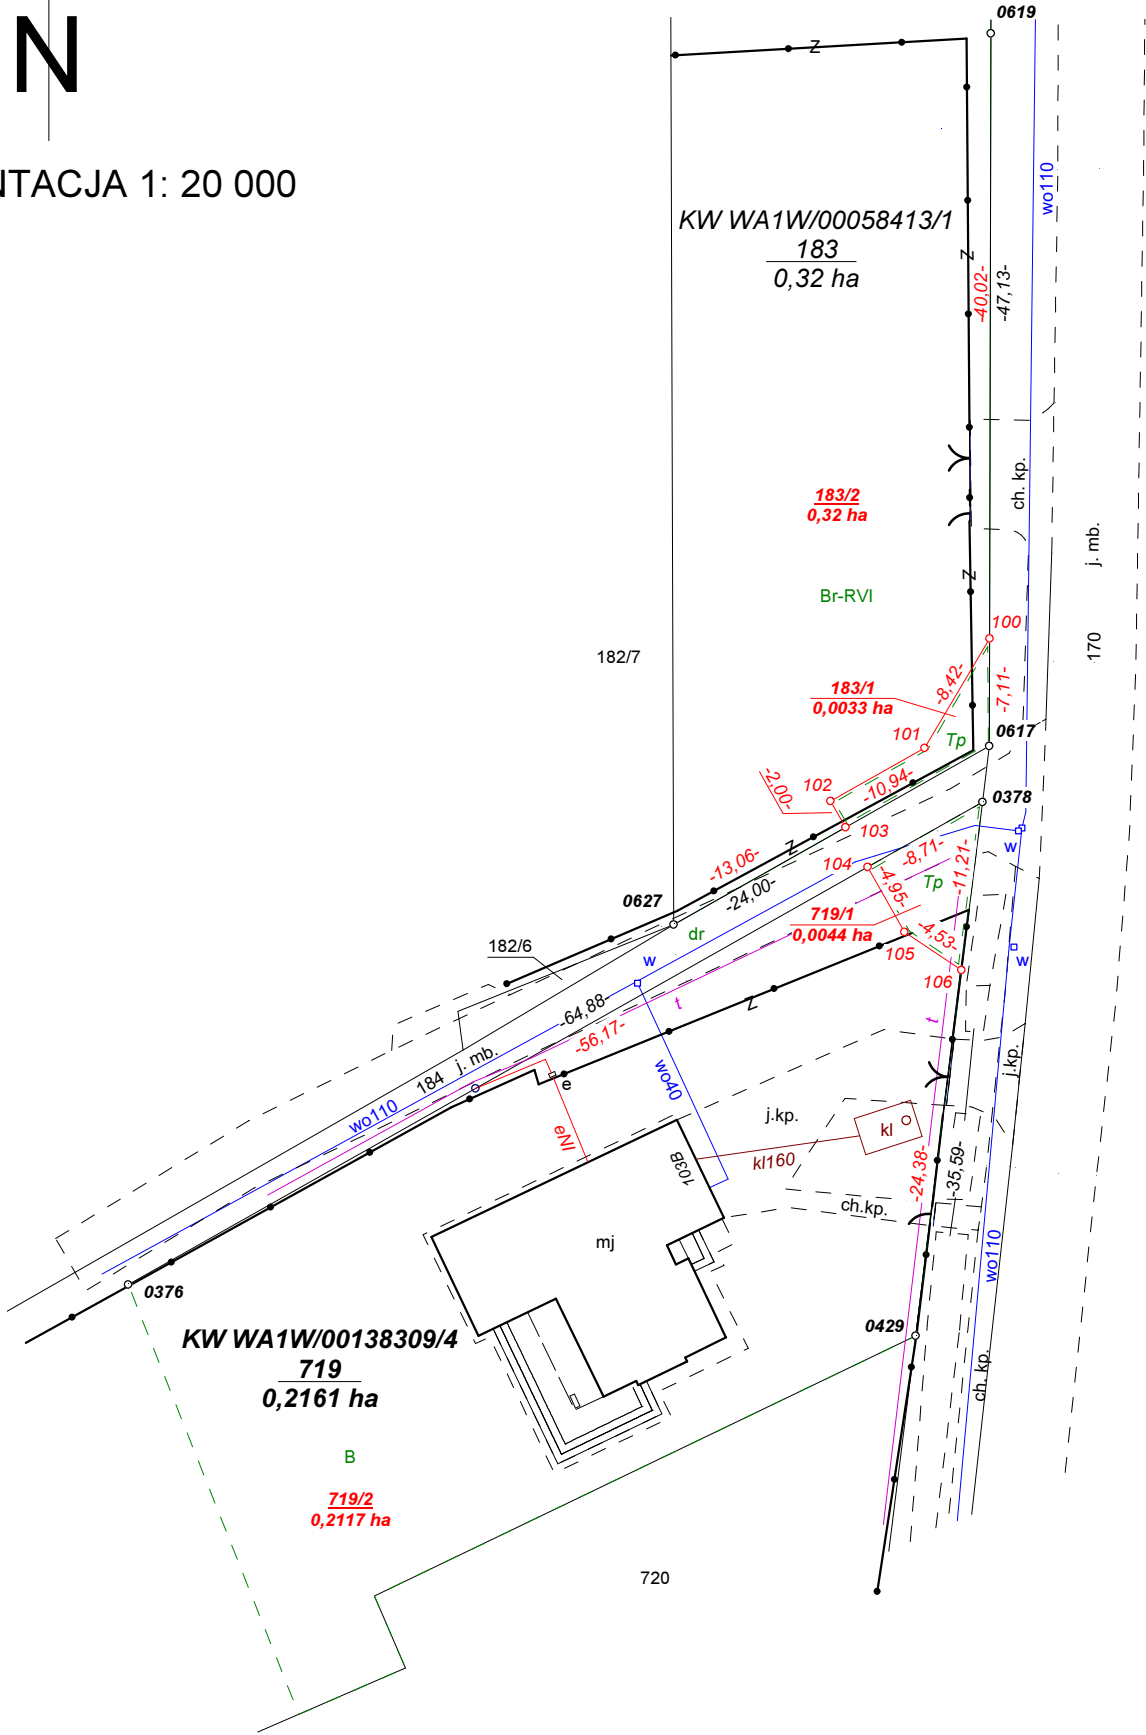 N
NTACJA 1: 20 000
0619
wo110
KW WA1W/00058413/1
183
0,32 ha
Z
Z
-40,02-
-47,13-
ch. kp.
183/2
0,32 ha
j. mb.
Z
Br-RVI
100
170
182/7
-8,42-
183/1
0,0033 ha
-7,11-
101
Tp
0617
-2,00-
102
-10,94-
0378
103
Z
w
-13,06-
104
-8,71-
-11,21-
-24,00-
-4,95-
Tp
0627
719/1
0,0044 ha
dr
-4,53-
182/6
105
w
w
106
t
Z
-64,88-
-56,17-
t
184
j. mb.
j.kp.
e
wo40
wo110
j.kp.
kl
eNI
103B
kl160
-24,38-
-35,59-
ch.kp.
mj
wo110
0376
0429
KW WA1W/00138309/4
719
0,2161 ha
ch. kp.
B
719/2
0,2117 ha
720